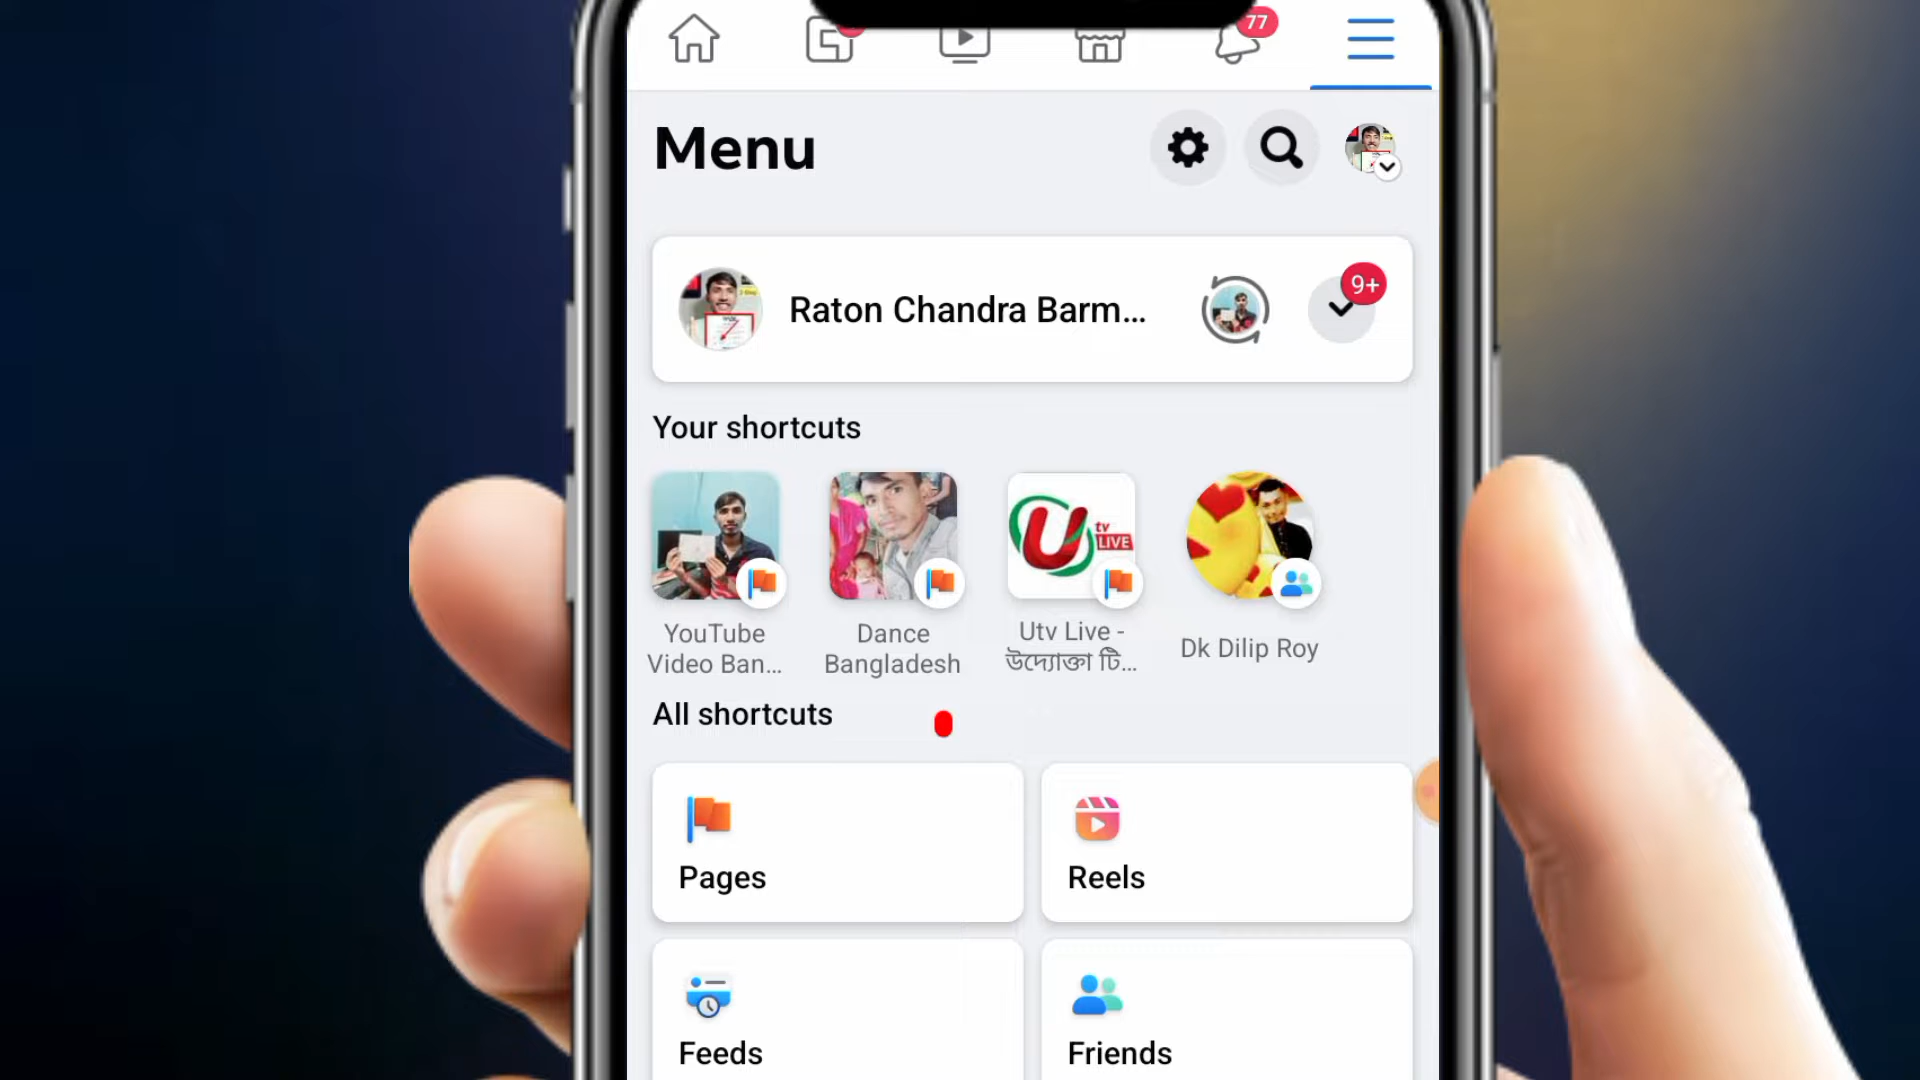 77
Menu
Raton Chandra Barm...
9+
Your shortcuts
U tv
LIVE
YouTube
Video Ban...
Dance
Bangladesh
Utv Live -
উদ্যোক্তা টি...
Dk Dilip Roy
All shortcuts
Pages
Reels
Feeds
Friends